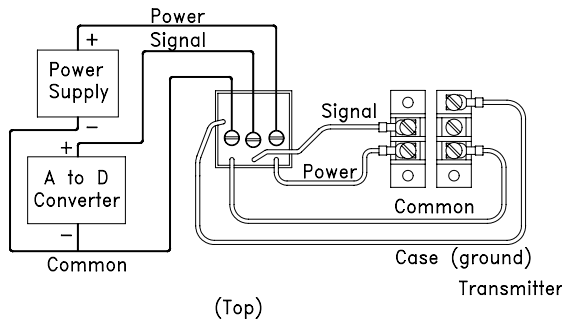 Power
+
Signal
Power
Supply
−
+
A to D
Converter
−
Common
Signal
Power
Common
Case (ground)
Transmitter
(Top)